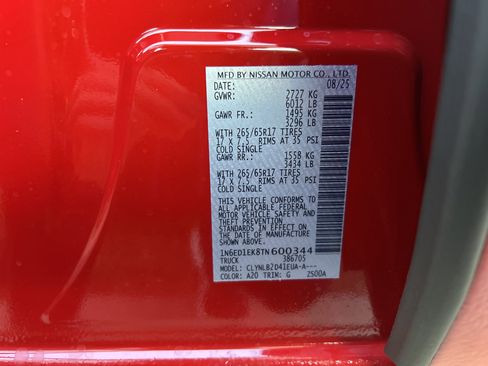 MFD BY NISSAN MOTOR CO., LTD.
DATE: 08/25
GVWR: 2727 KG
6012 LB
GAWR FR.: 1495 KG
3296 LB
WITH 265/65R17 TIRES
17 X 7.5 RIMS AT 35 PSI
COLD SINGLE
GAWR RR.: 1558 KG
3434 LB
WITH 265/65R17 TIRES
17 X 7.5 RIMS AT 35 PSI
COLD SINGLE
THIS VEHICLE CONFORMS TO
ALL APPLICABLE FEDERAL
MOTOR VEHICLE SAFETY AND
THEFT PREVENTION
STANDARDS IN EFFECT ON
THE DATE OF MANUFACTURE
SHOWN ABOVE.
1N6ED1EK8TN600344
TRUCK 386705
MODEL: CLYNLBZD41EUA-A---
COLOR: A20 TRIM: G 2500A